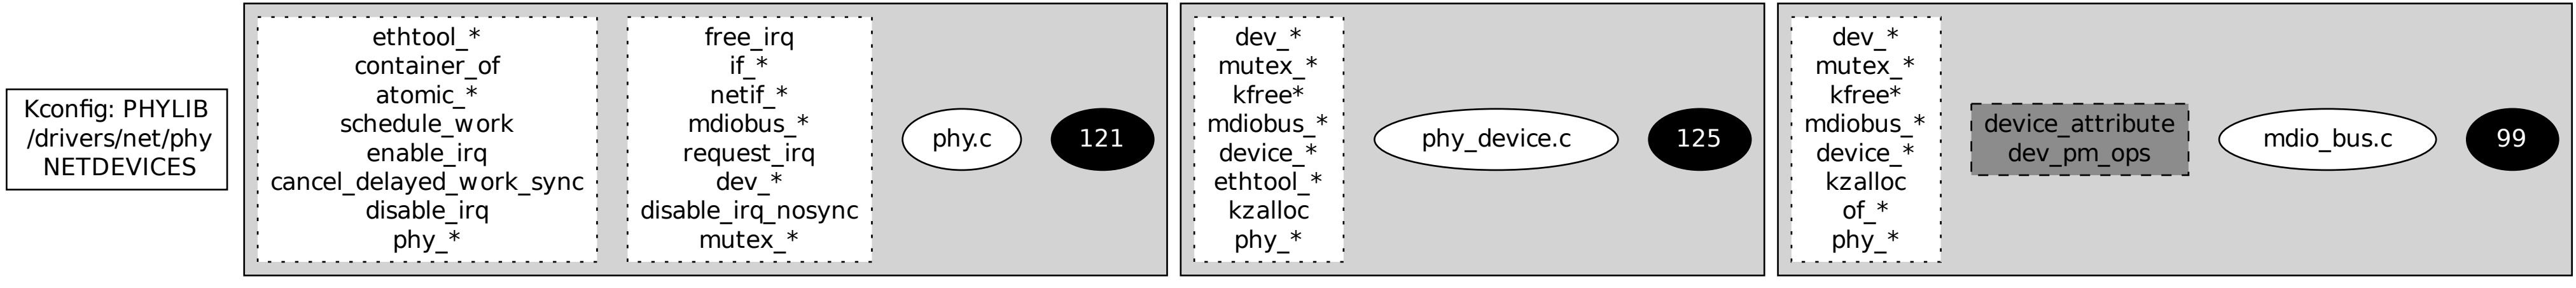 Kconfig: PHYLIB
/drivers/net/phy
NETDEVICES
ethtool_*
container_of
atomic_*
schedule_work
enable_irq
cancel_delayed_work_sync
disable_irq
phy_*
free_irq
if_*
netif_*
mdiobus_*
request_irq
dev_*
disable_irq_nosync
mutex_*
phy.c
121
dev_*
mutex_*
kfree*
mdiobus_*
device_*
ethtool_*
kzalloc
phy_*
phy_device.c
125
dev_*
mutex_*
kfree*
mdiobus_*
device_*
kzalloc
of_*
phy_*
device_attribute
dev_pm_ops
mdio_bus.c
99